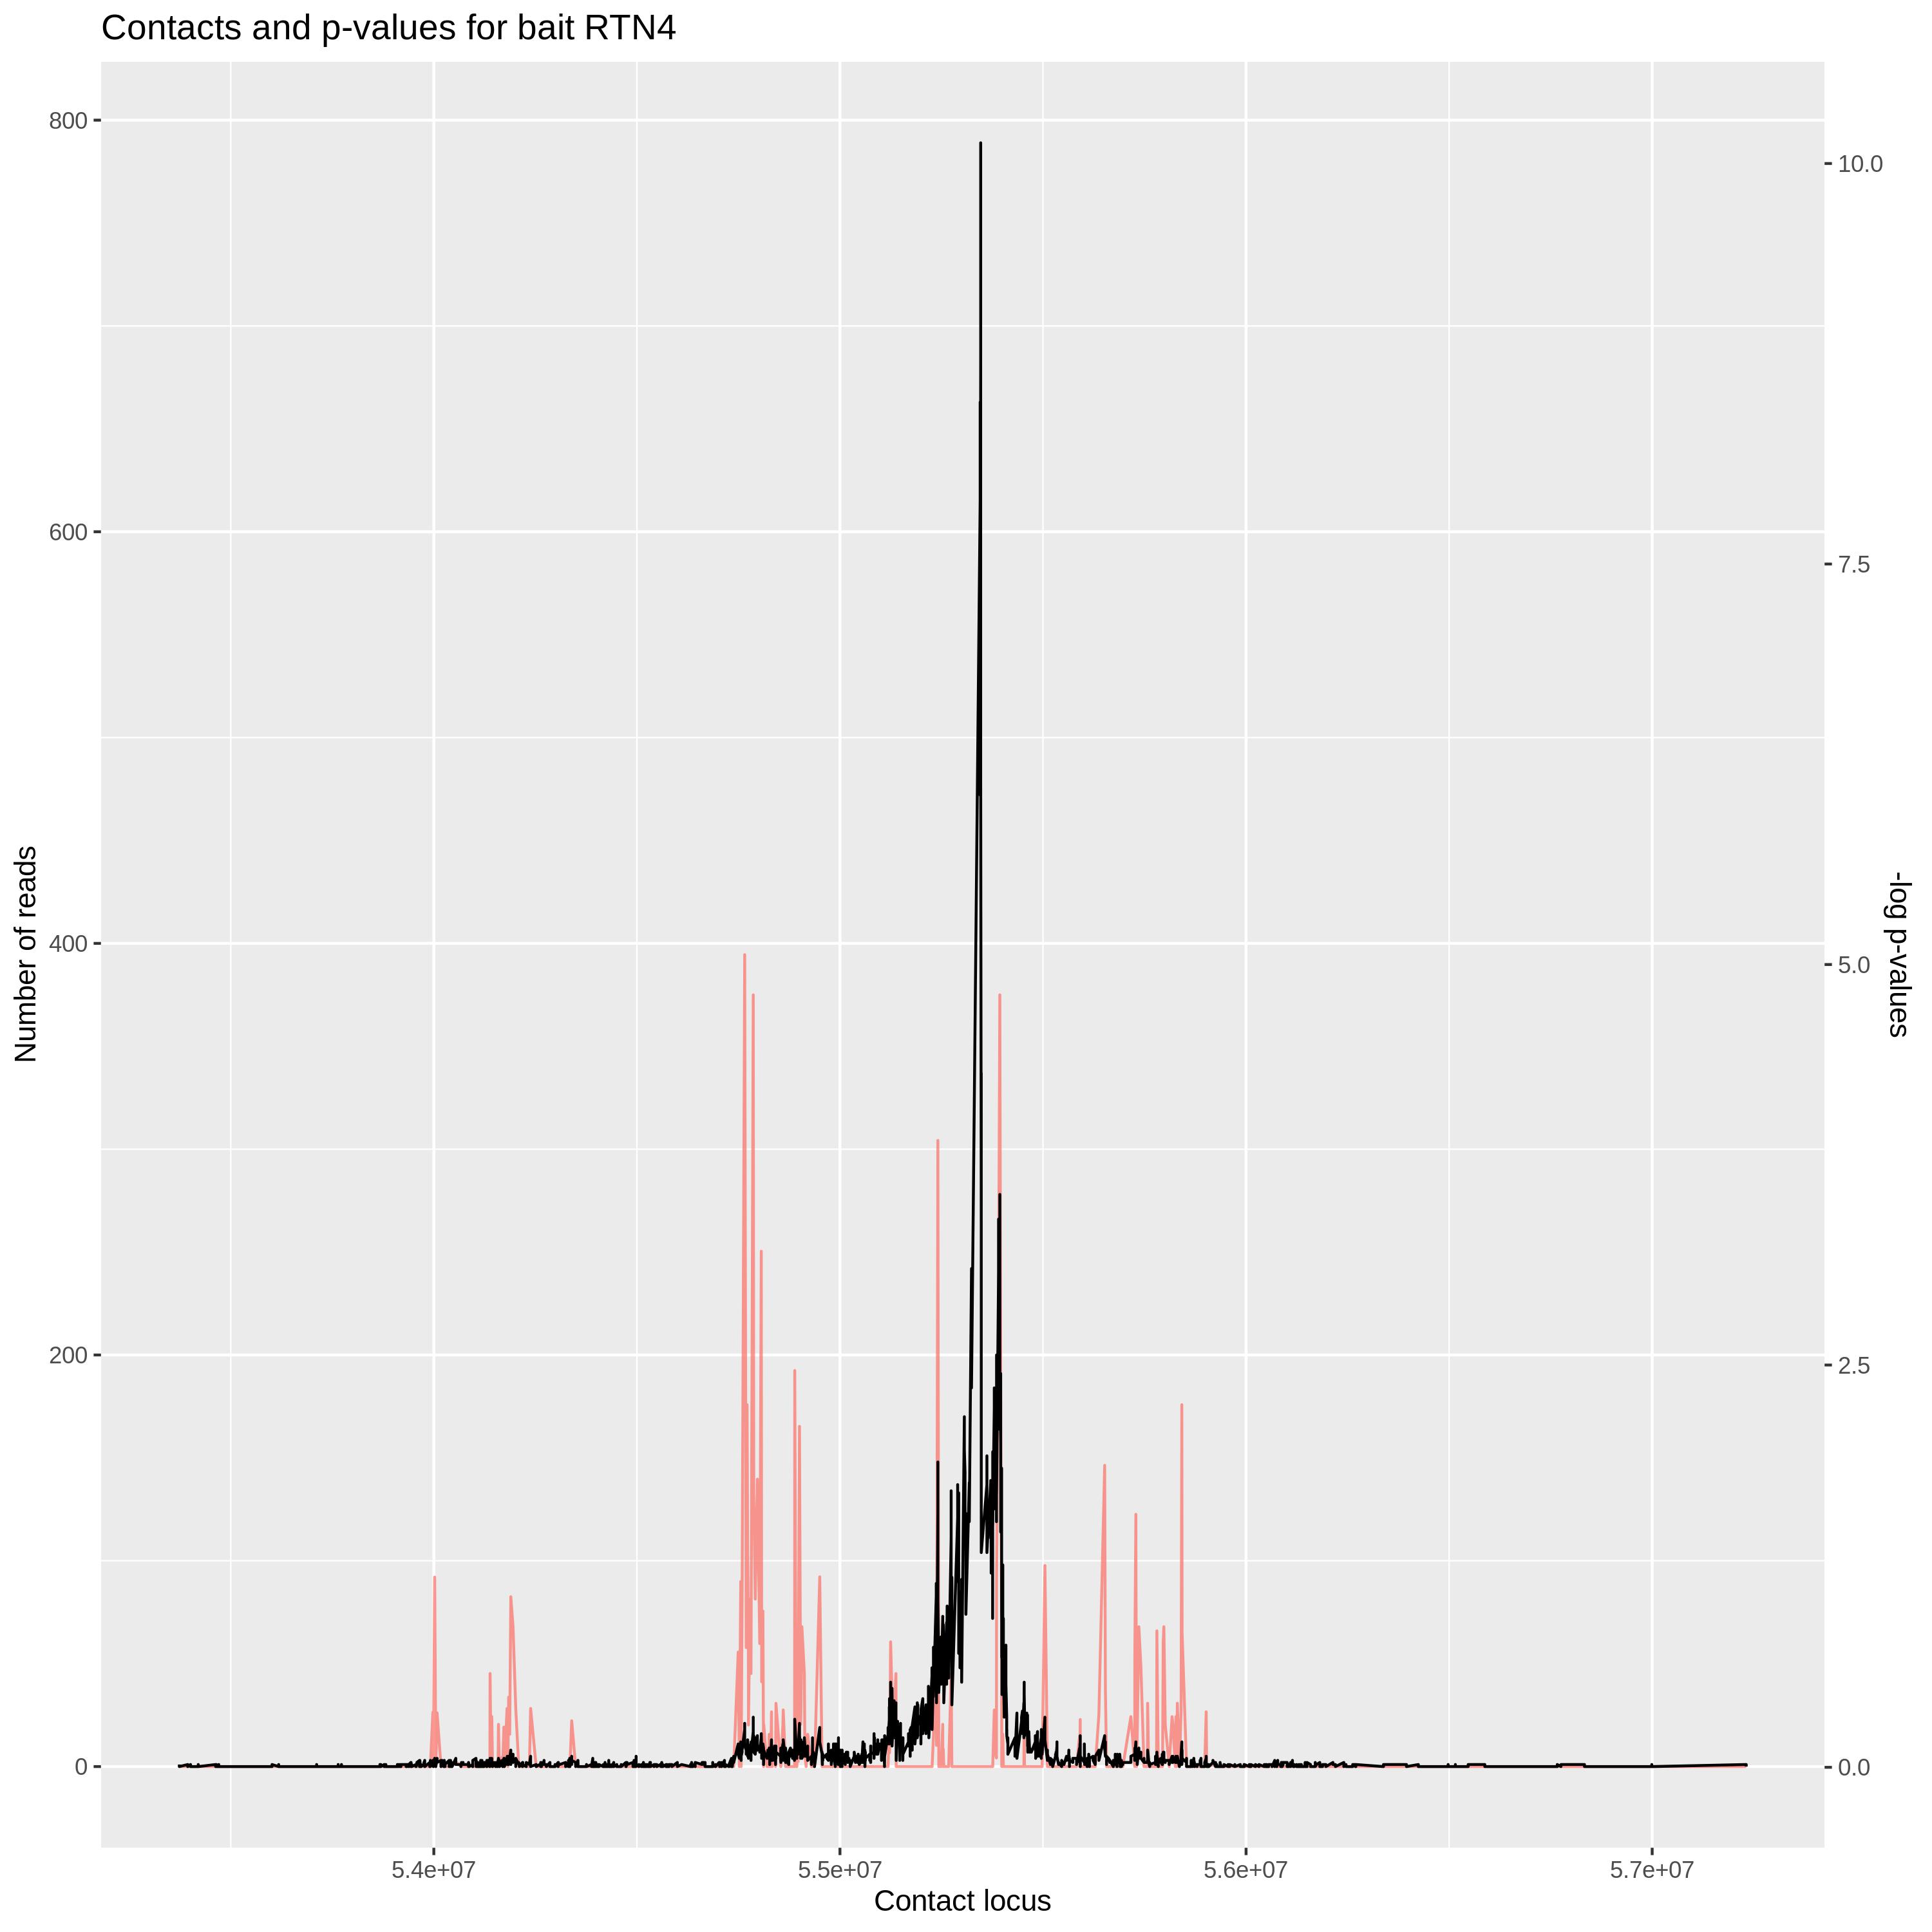 Contacts and p-values for bait RTN4
800
600
400
200
0
Number of reads
10.0
7.5
5.0
2.5
0.0
-log p-values
5.4e+07
5.5e+07
5.6e+07
5.7e+07
Contact locus